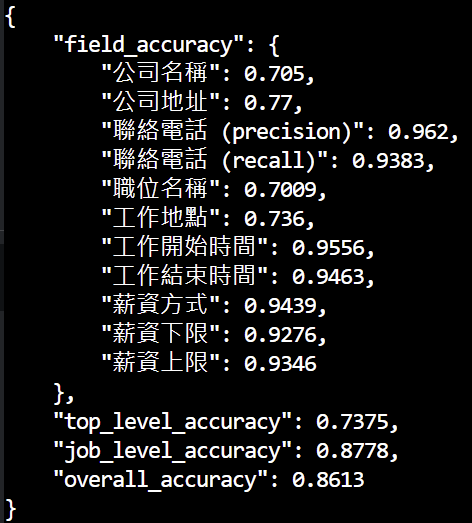 {
    "field_accuracy": {
        "公司名稱": 0.705,
        "公司地址": 0.77,
        "聯絡電話 (precision)": 0.962,
        "聯絡電話 (recall)": 0.9383,
        "職位名稱": 0.7009,
        "工作地點": 0.736,
        "工作開始時間": 0.9556,
        "工作結束時間": 0.9463,
        "薪資方式": 0.9439,
        "薪資下限": 0.9276,
        "薪資上限": 0.9346
    },
    "top_level_accuracy": 0.7375,
    "job_level_accuracy": 0.8778,
    "overall_accuracy": 0.8613
}